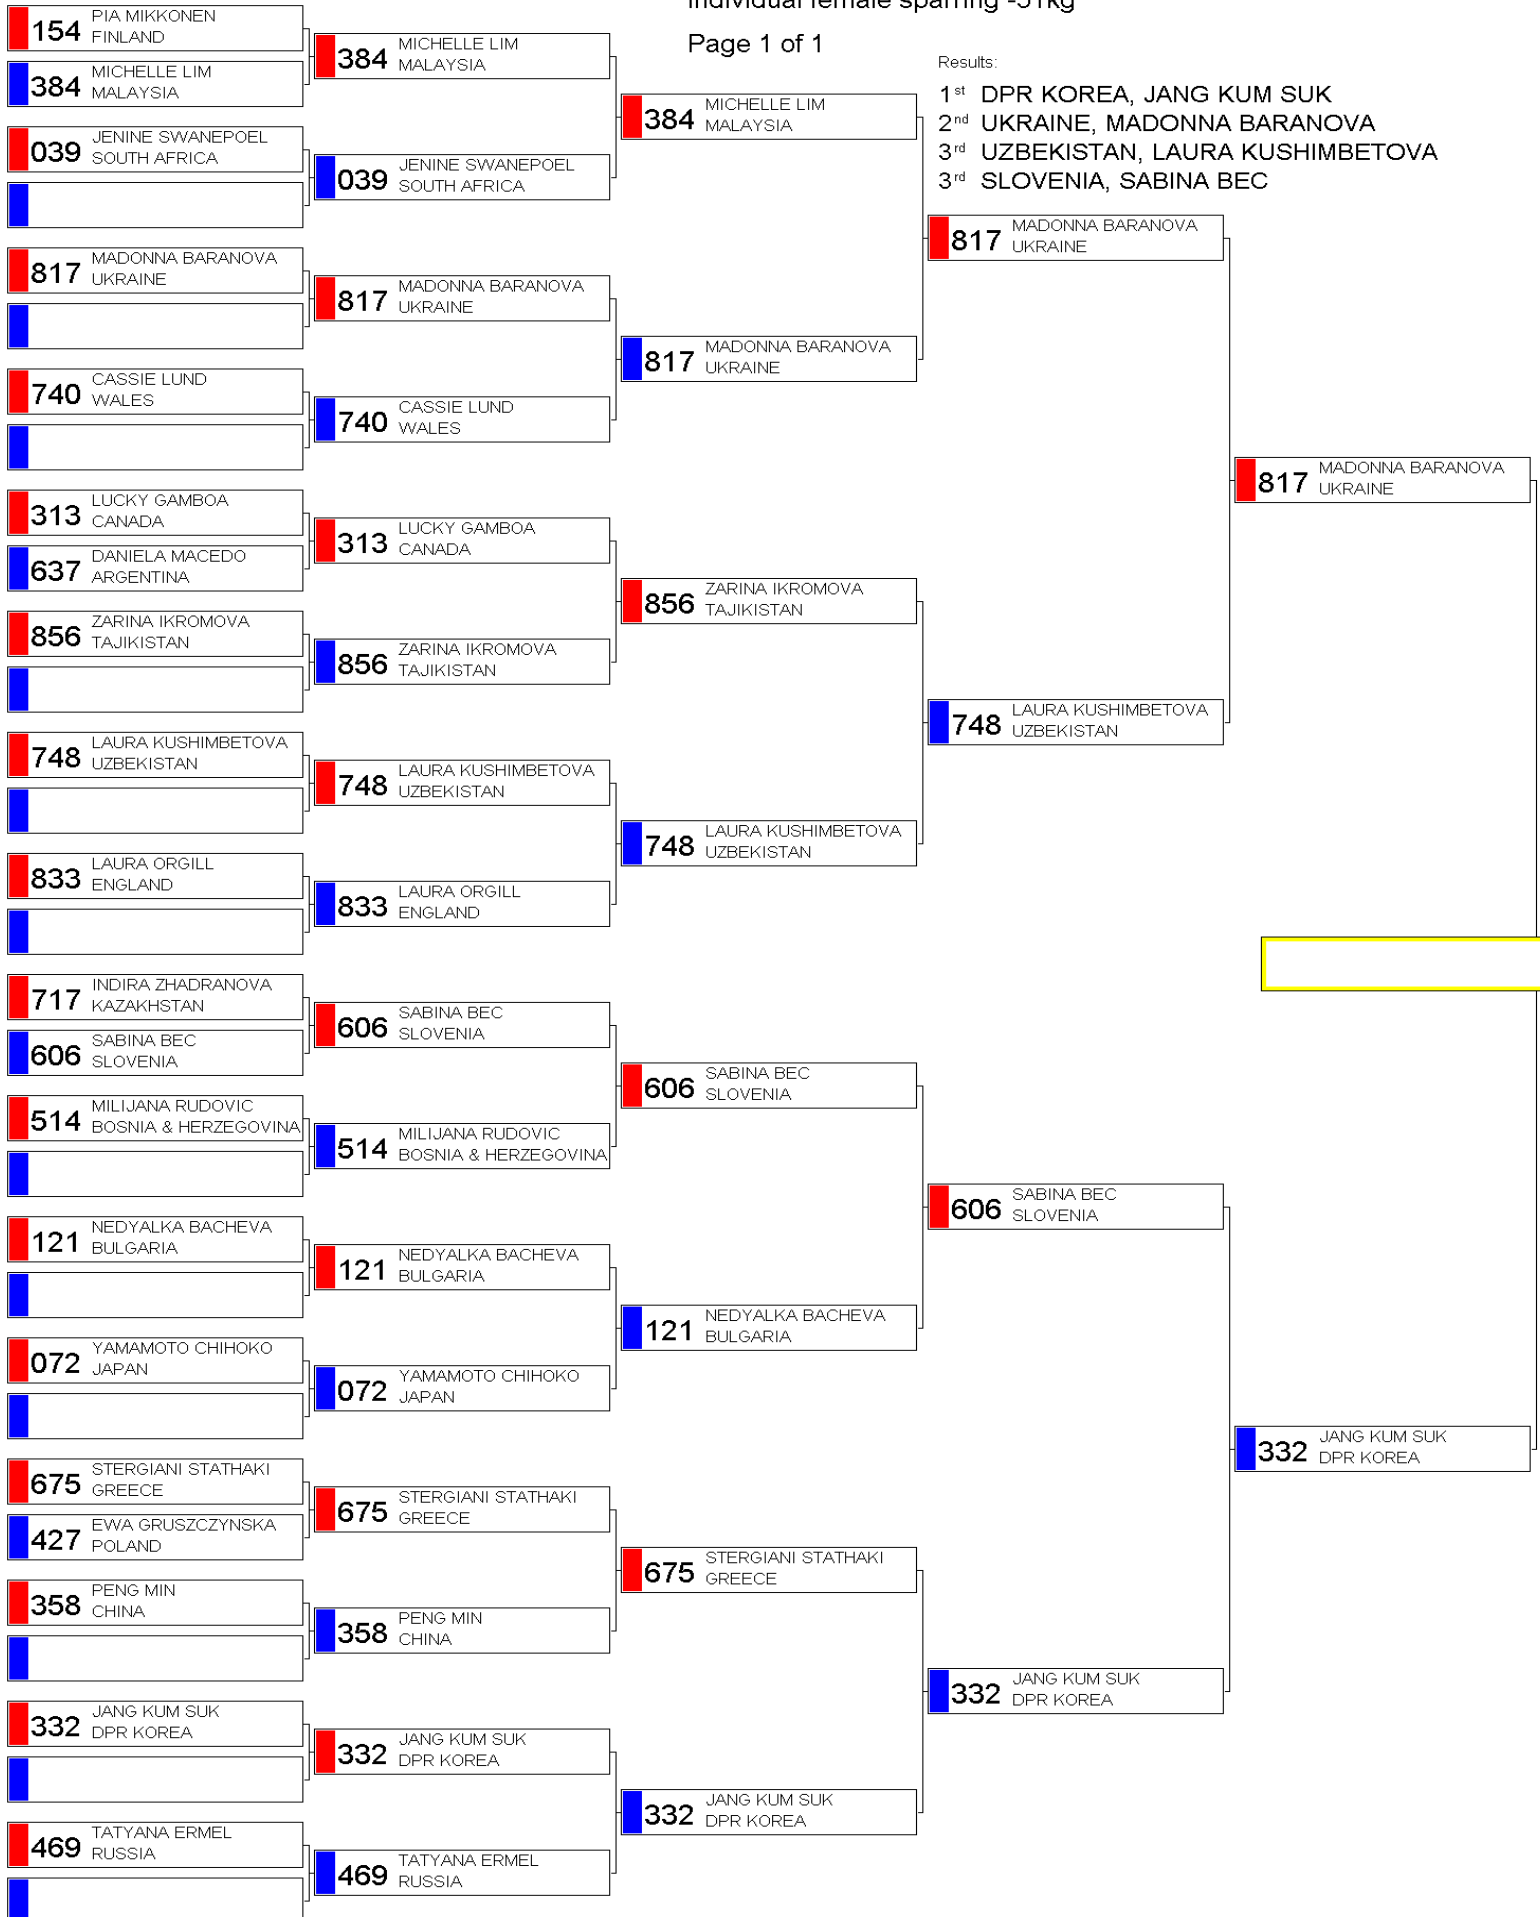 Individual female sparring -51kg
Page 1 of 1
Results:
1st DPR KOREA, JANG KUM SUK
2nd UKRAINE, MADONNA BARANOVA
3rd UZBEKISTAN, LAURA KUSHIMBETOVA
3rd SLOVENIA, SABINA BEC
154 PIA MIKKONEN
FINLAND
384 MICHELLE LIM
MALAYSIA
039 JENINE SWANEPOEL
SOUTH AFRICA
817 MADONNA BARANOVA
UKRAINE
740 CASSIE LUND
WALES
313 LUCKY GAMBOA
CANADA
637 DANIELA MACEDO
ARGENTINA
856 ZARINA IKROMOVA
TAJIKISTAN
748 LAURA KUSHIMBETOVA
UZBEKISTAN
833 LAURA ORGILL
ENGLAND
717 INDIRA ZHADRANOVA
KAZAKHSTAN
606 SABINA BEC
SLOVENIA
514 MILIJANA RUDOVIC
BOSNIA & HERZEGOVINA
121 NEDYALKA BACHEVA
BULGARIA
072 YAMAMOTO CHIHOKO
JAPAN
675 STERGIANI STATHAKI
GREECE
427 EWA GRUSZCZYNSKA
POLAND
358 PENG MIN
CHINA
332 JANG KUM SUK
DPR KOREA
469 TATYANA ERMEL
RUSSIA
384 MICHELLE LIM
MALAYSIA
039 JENINE SWANEPOEL
SOUTH AFRICA
817 MADONNA BARANOVA
UKRAINE
740 CASSIE LUND
WALES
313 LUCKY GAMBOA
CANADA
856 ZARINA IKROMOVA
TAJIKISTAN
748 LAURA KUSHIMBETOVA
UZBEKISTAN
833 LAURA ORGILL
ENGLAND
606 SABINA BEC
SLOVENIA
514 MILIJANA RUDOVIC
BOSNIA & HERZEGOVINA
121 NEDYALKA BACHEVA
BULGARIA
072 YAMAMOTO CHIHOKO
JAPAN
675 STERGIANI STATHAKI
GREECE
358 PENG MIN
CHINA
332 JANG KUM SUK
DPR KOREA
469 TATYANA ERMEL
RUSSIA
384 MICHELLE LIM
MALAYSIA
817 MADONNA BARANOVA
UKRAINE
856 ZARINA IKROMOVA
TAJIKISTAN
748 LAURA KUSHIMBETOVA
UZBEKISTAN
606 SABINA BEC
SLOVENIA
121 NEDYALKA BACHEVA
BULGARIA
675 STERGIANI STATHAKI
GREECE
332 JANG KUM SUK
DPR KOREA
817 MADONNA BARANOVA
UKRAINE
748 LAURA KUSHIMBETOVA
UZBEKISTAN
606 SABINA BEC
SLOVENIA
332 JANG KUM SUK
DPR KOREA
817 MADONNA BARANOVA
UKRAINE
332 JANG KUM SUK
DPR KOREA